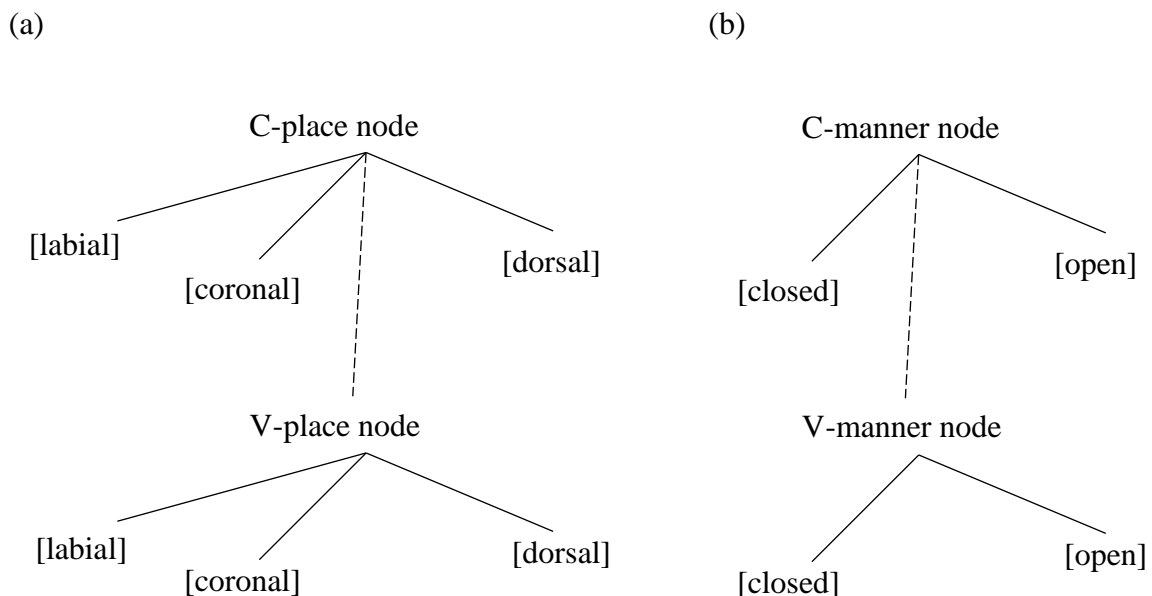 (a)
C-place node
[labial]
[coronal]
[dorsal]
V-place node
[labial]
[coronal]
[dorsal]
(b)
C-manner node
[closed]
[open]
V-manner node
[closed]
[open]